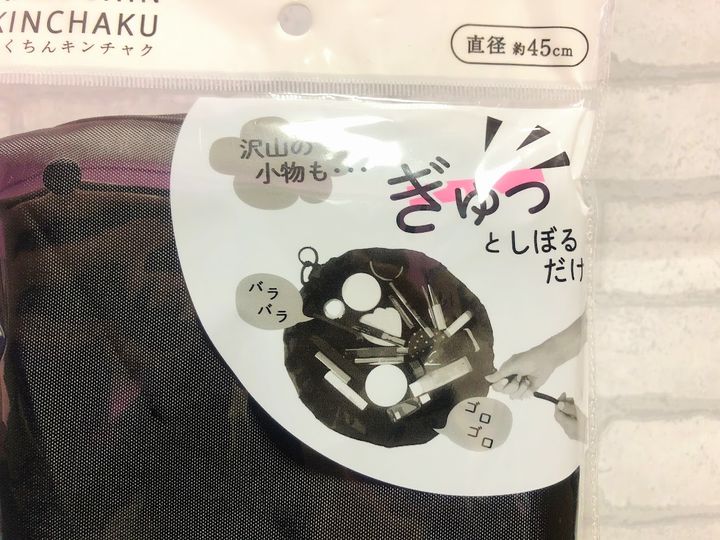 KINCHAKU
くちんキンチャク
直径 約45cm
沢山の
小物も・・・
ぎゅっ
としぼる
だけ
バラ
バラ
ゴロ
ゴロ